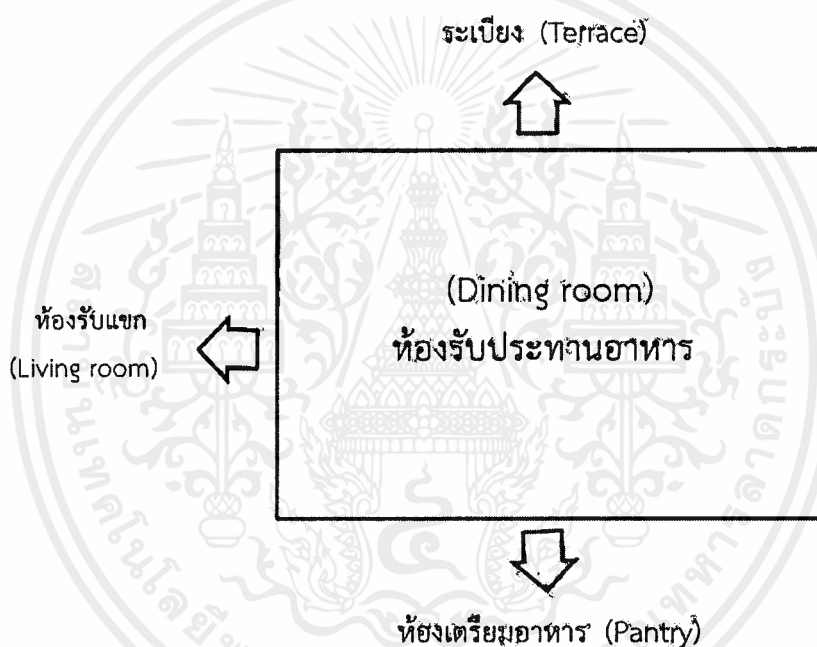 ระเบียง (Terrace)
(Dining room)
ห้องรับประทานอาหาร
ห้องรับแขก
(Living room)
ห้องเตรียมอาหาร (Pantry)